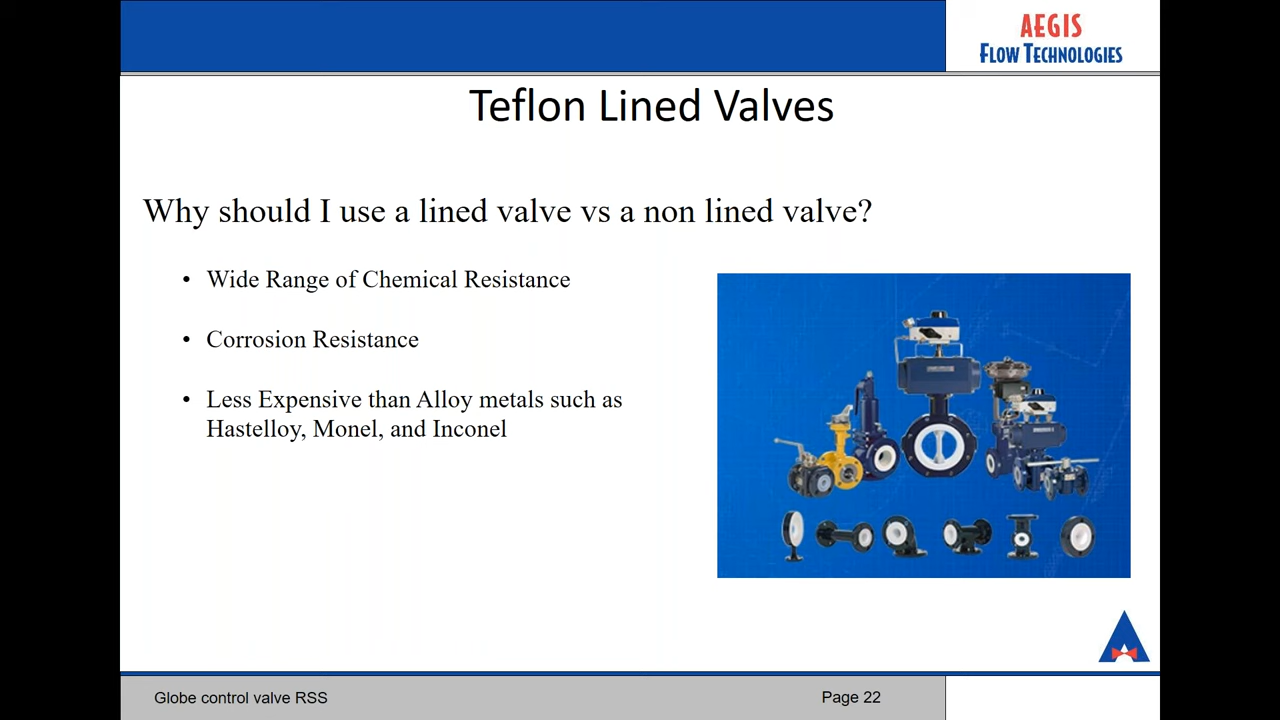 AEGIS
FLOW TECHNOLOGIES
Teflon Lined Valves
Why should I use a lined valve vs a non lined valve?
• Wide Range of Chemical Resistance
• Corrosion Resistance
• Less Expensive than Alloy metals such as
Hastelloy, Monel, and Inconel
Globe control valve RSS
Page 22